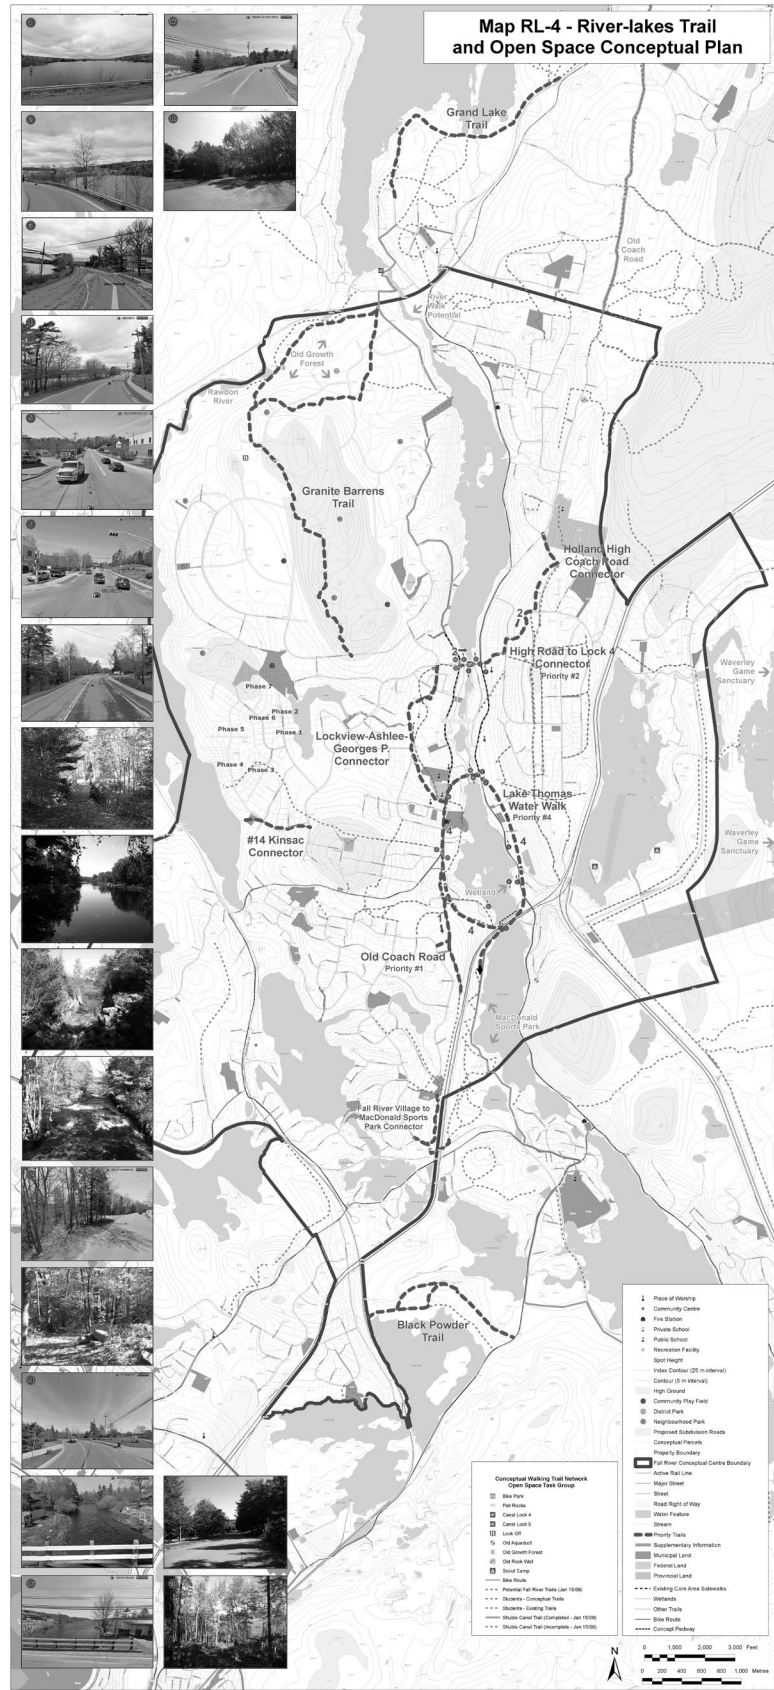 Map RL-4 - River-lakes Trail
and Open Space Conceptual Plan
Grand Lake
Trail
Old
Coach
Road
River
Walk
Potential
Old Growth
Forest
Rawdon
River
Granite Barrens
Trail
Holland High
Coach Road
Connector
2
2
High Road to Lock 4
Connector
Priority #2
Waverley
Game
Sanctuary
Phase 7
Phase 2
Phase 6
Phase 5
Phase 1
Phase 4
Phase 3
Lockview-Ashlee-
Georges P.
Connector
Lake Thomas
Water Walk
Priority #4
#14 Kinsac
Connector
4
4
Waverley
Game
Sanctuary
Wetland
4
Old Coach Road
Priority #1
MacDonald
Sports Park
Fall River Village to
MacDonald Sports
Park Connector
Black Powder
Trail
Place of Worship
Community Centre
Fire Station
Private School
Public School
Recreation Facility
Spot Height
Index Contour (25 m interval)
Contour (5 m interval)
High Ground
Community Play Field
District Park
Neighbourhood Park
Proposed Subdivision Roads
Conceptual Parcels
Property Boundary
Fall River Conceptual Centre Boundary
Active Rail Line
Major Street
Street
Road Right of Way
Water Feature
Stream
Priority Trails
Supplementary Information
Municipal Land
Federal Land
Provincial Land
Existing Core Area Sidewalks
Wetlands
Other Trails
Bike Route
Concept Pedway
Conceptual Walking Trail Network
Open Space Task Group
Bike Park
Flat Rocks
Canal Lock 4
Canal Lock 5
Look Off
Old Aquaduct
Old Growth Forest
Old Rock Wall
Scout Camp
Bike Route
Potential Fall River Trails (Jan 15/09)
Students - Conceptual Trails
Students - Existing Trails
Shubie Canal Trail (Completed - Jan 15/09)
Shubie Canal Trail (Incomplete - Jan 15/09)
N
0 1,000 2,000 3,000 Feet
0 200 400 600 800 1,000 Metres